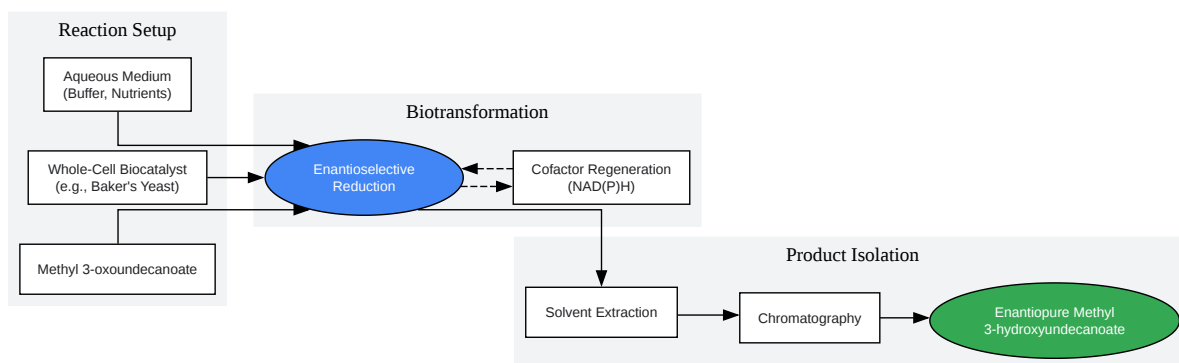 Reaction Setup
Aqueous Medium
(Buffer, Nutrients)
Whole-Cell Biocatalyst
(e.g., Baker's Yeast)
Methyl 3-oxoundecanoate
Biotransformation
Enantioselective
Reduction
Cofactor Regeneration
(NAD(P)H)
Product Isolation
Solvent Extraction
Chromatography
Enantiopure Methyl
3-hydroxyundecanoate